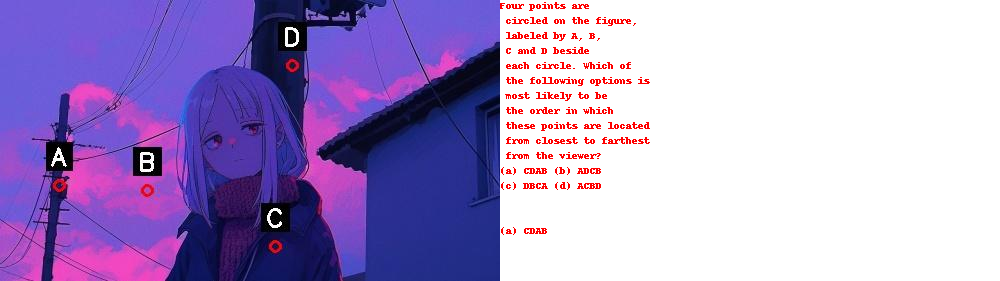 D
A
B
C
Four points are
circled on the figure,
labeled by A, B,
C and D beside
each circle. Which of
the following options is
most likely to be
the order in which
these points are located
from closest to farthest
from the viewer?
(a) CDAB (b) ADCB
(c) DBCA (d) ACBD
(a) CDAB